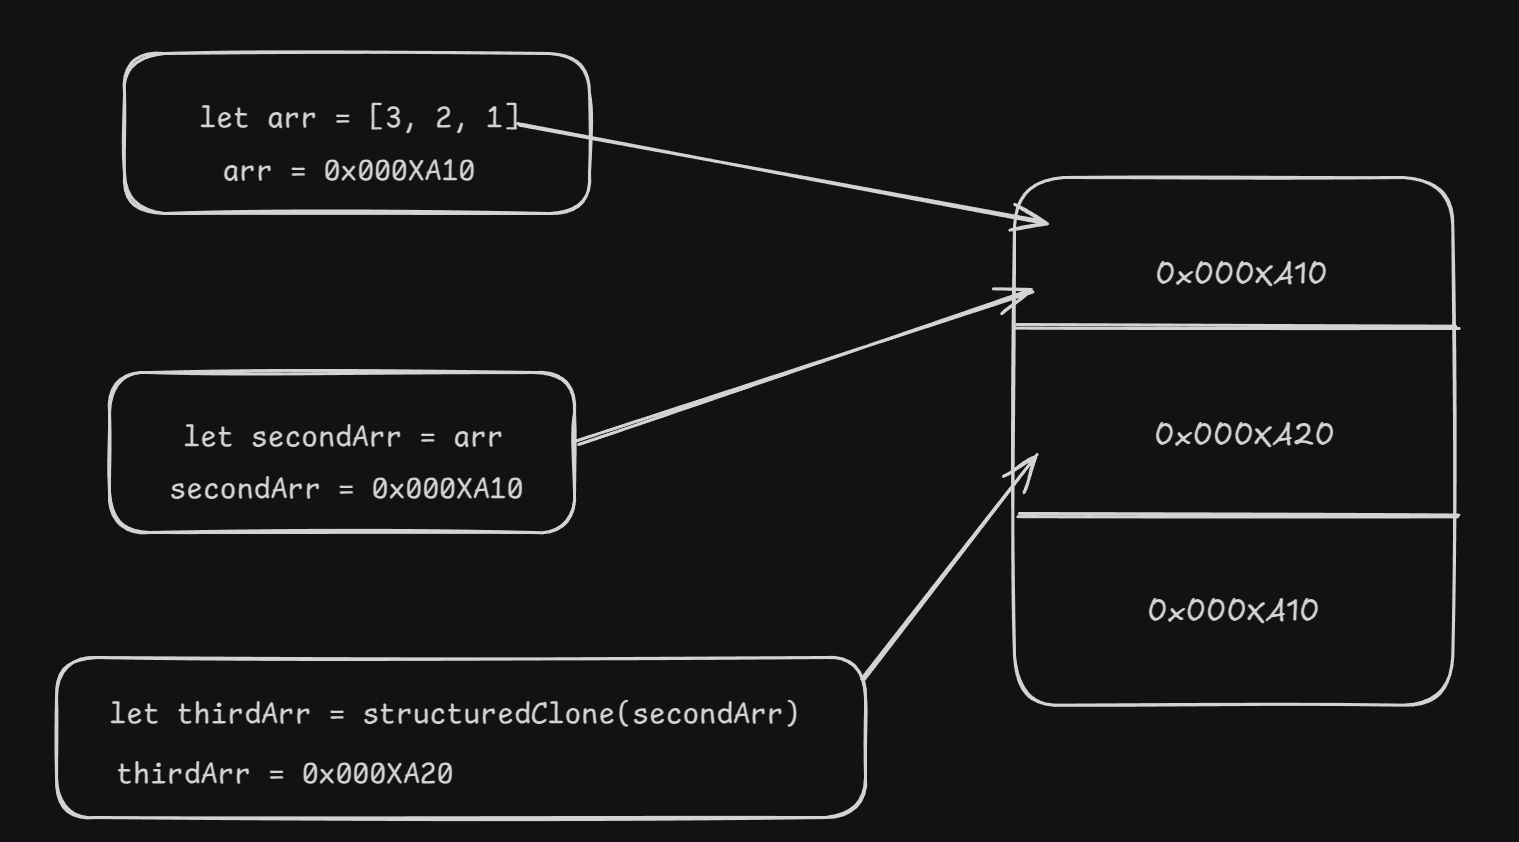 let arr = [3, 2, 1]
arr = 0x000XA10
let secondArr = arr
secondArr = 0x000XA10
let thirdArr = structuredClone(secondArr)
thirdArr = 0x000XA20
0x000XA10
0x000XA20
0x000XA10